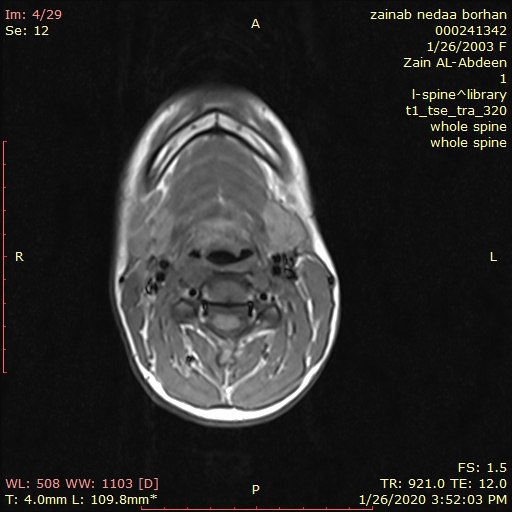 Im: 4/29
Se: 12
A
zainab nedaa borhan
000241342
1/26/2003 F
Zain AL-Abdeen
1
l-spine^library
t1_tse_tra_320
whole spine
whole spine
R
L
WL: 508 WW: 1103 [D]
T: 4.0mm L: 109.8mm*
P
FS: 1.5
TR: 921.0 TE: 12.0
1/26/2020 3:52:03 PM